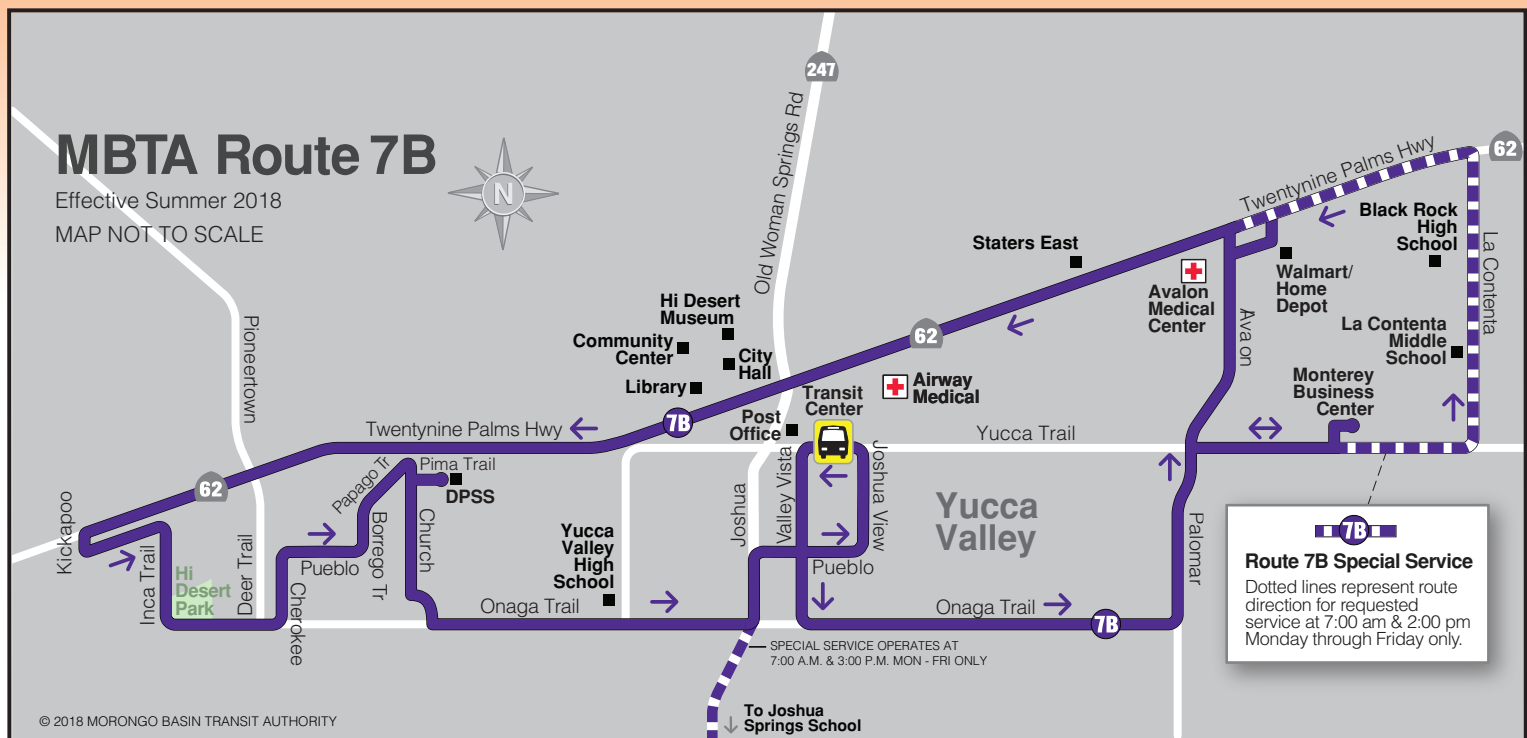 MBTA Route 7B
Effective Summer 2018
MAP NOT TO SCALE
N
247
Old Woman Springs Rd
Twentynine Palms Hwy
62
Black Rock
High
School
La Contenta
Staters East
Walmart/
Home
Depot
Avalon
Medical
Center
Ava on
La Contenta
Middle
School
Monterey
Business
Center
Pioneertown
Hi Desert
Museum
Community
Center
City
Hall
Library
62
Airway
Medical
Transit
Center
Post
Office
7B
Twentynine Palms Hwy
Yucca Trail
62
Kickapoo
Papago Tr
Pima Trail
DPSS
Borrego Tr
Church
Inca Trail
Hi
Desert
Park
Deer Trail
Cherokee
Pueblo
Yucca
Valley
High
School
Onaga Trail
Joshua
Valley Vista
Joshua View
Pueblo
Yucca
Valley
Onaga Trail
7B
Palomar
7B
Route 7B Special Service
Dotted lines represent route
direction for requested
service at 7:00 am & 2:00 pm
Monday through Friday only.
SPECIAL SERVICE OPERATES AT
7:00 A.M. & 3:00 P.M. MON - FRI ONLY
To Joshua
Springs School
© 2018 MORONGO BASIN TRANSIT AUTHORITY